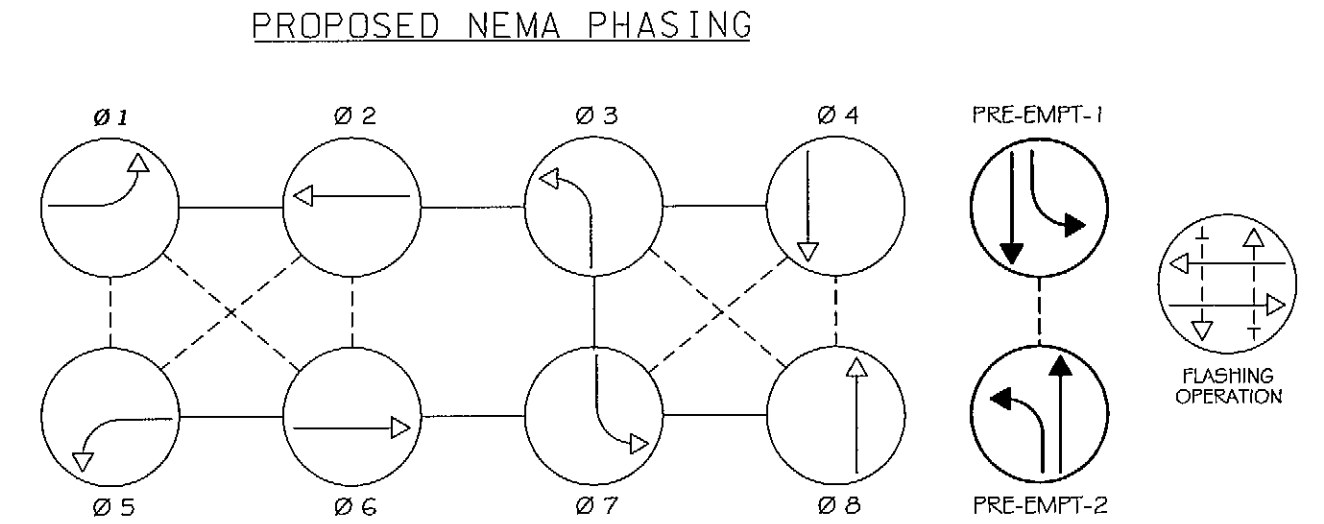 PROPOSED NEMA PHASING
Ø 1
Ø 2
Ø 3
Ø 4
PRE-EMPT-1
FLASHING
OPERATION
Ø 5
Ø 6
Ø 7
Ø 8
PRE-EMPT-2